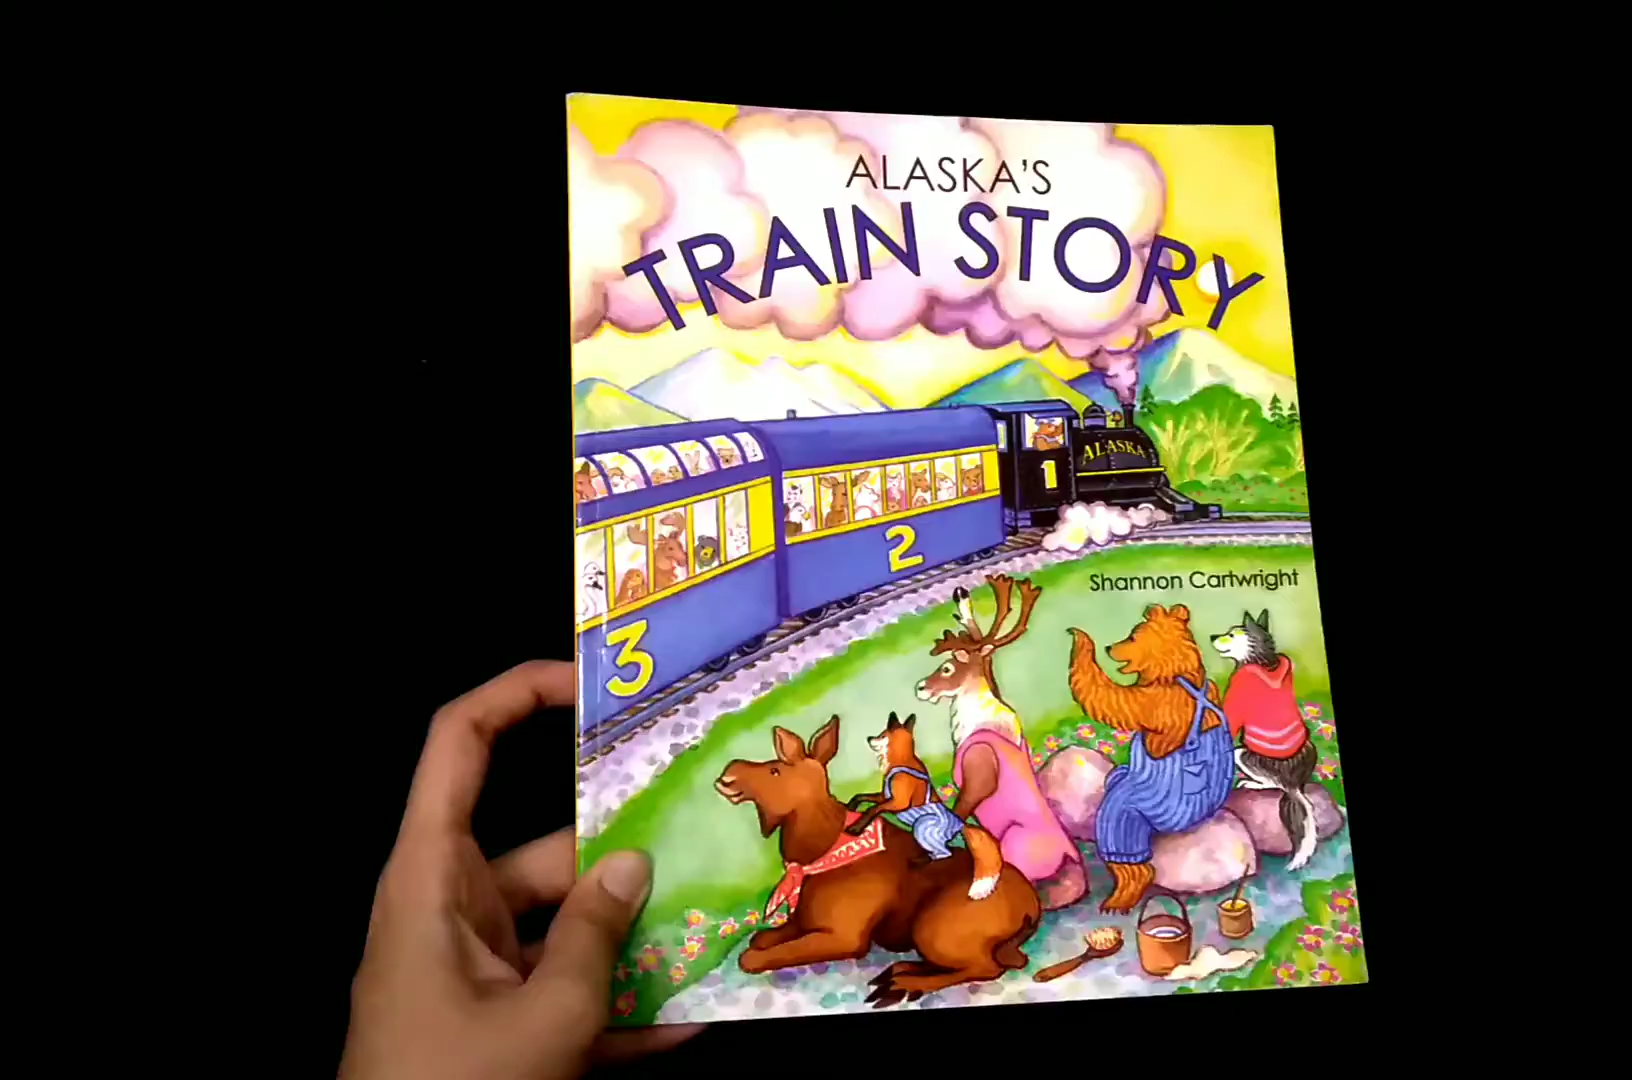 ALASKA'S
TRAIN STORY
ALASKA
1
2
3
Shannon Cartwright